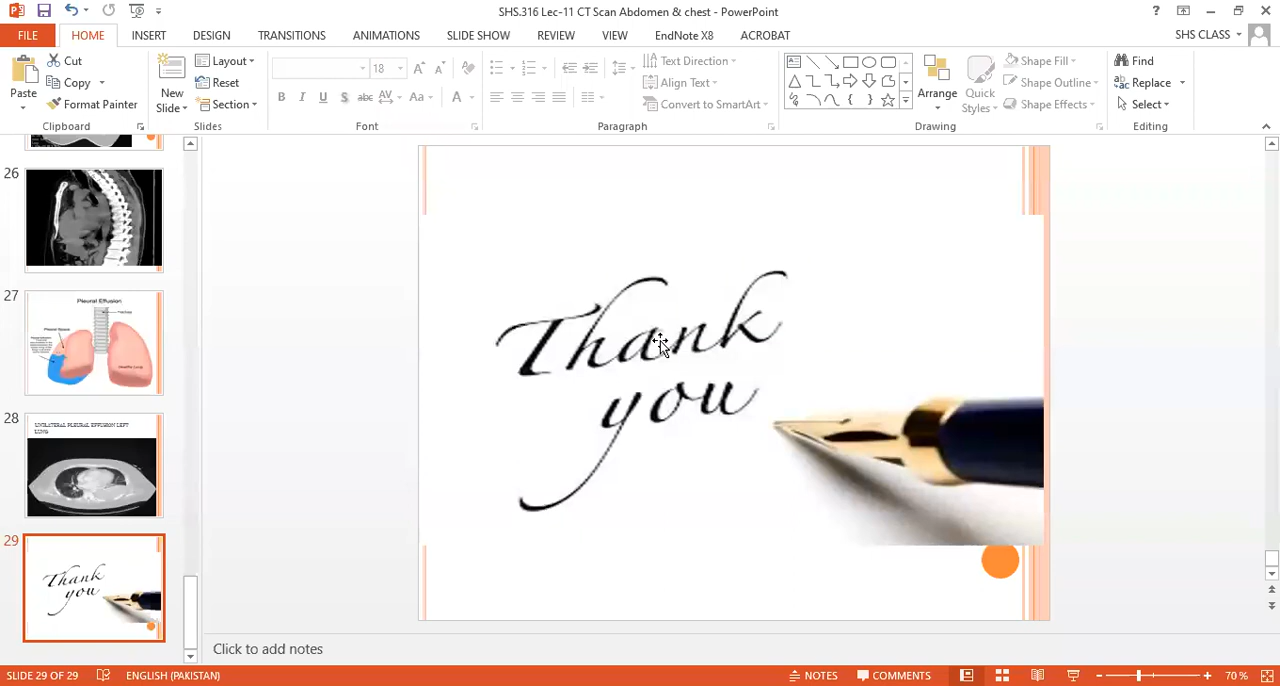 SHS.316 Lec-11 CT Scan Abdomen & chest - PowerPoint
FILE HOME INSERT DESIGN TRANSITIONS ANIMATIONS SLIDE SHOW REVIEW VIEW EndNote X8 ACROBAT SHS CLASS
Paste
Cut
Copy
Format Painter
Clipboard
New
Slide
Layout
Reset
Section
Slides
18
Font
Text Direction
Align Text
Convert to SmartArt
Paragraph
Arrange
Quick
Styles
Shape Fill
Shape Outline
Shape Effects
Drawing
Find
Replace
Select
Editing
26
27
Pleural Effusion
28
UNILATERAL PLEURAL EFFUSION LEFT
LUNG
29
Thank
you
Thank
you
Click to add notes
SLIDE 29 OF 29 ENGLISH (PAKISTAN) NOTES COMMENTS 70 %